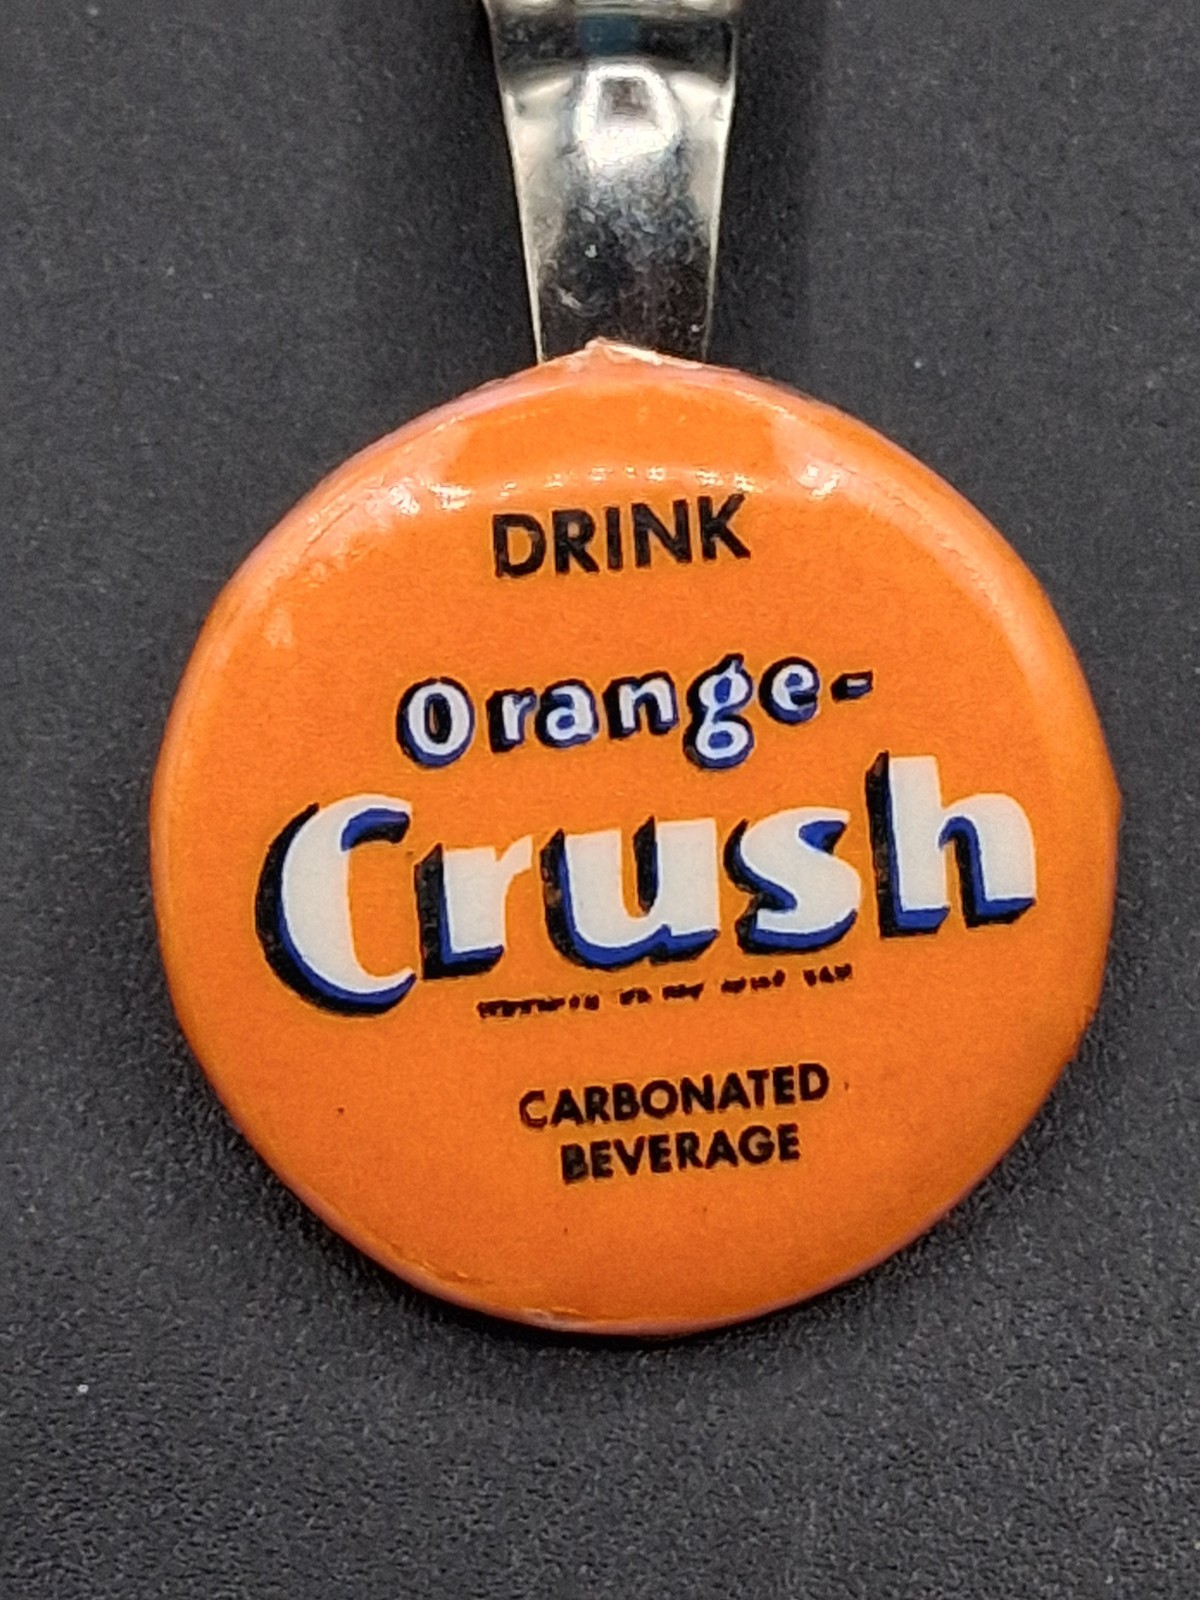 DRINK
Orange-
Crush
CARBONATED
BEVERAGE